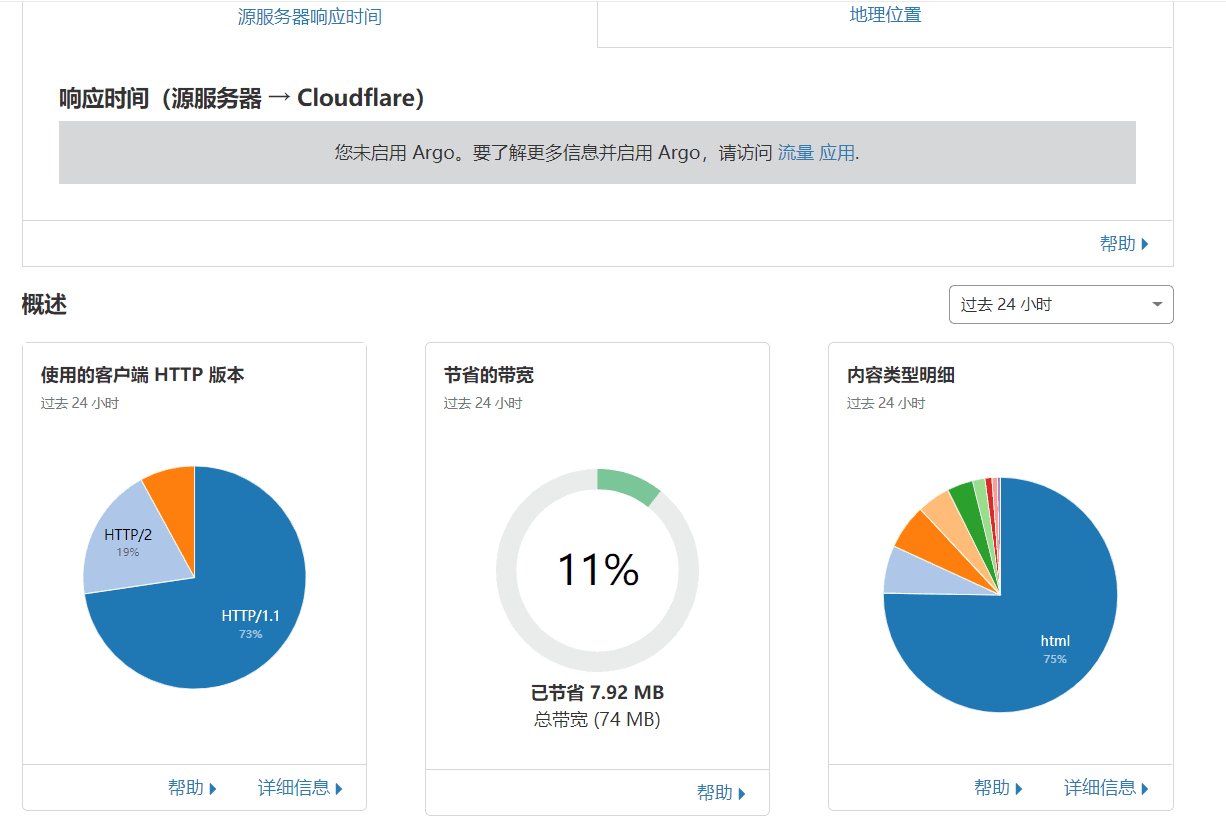 源服务器响应时间
地理位置
响应时间（源服务器 → Cloudflare）
您未启用 Argo。要了解更多信息并启用 Argo，请访问 流量 应用.
帮助
概述
过去 24 小时
使用的客户端 HTTP 版本
过去 24 小时
HTTP/2
19%
HTTP/1.1
73%
帮助
详细信息
节省的带宽
过去 24 小时
11%
已节省 7.92 MB
总带宽 (74 MB)
帮助
内容类型明细
过去 24 小时
html
75%
帮助
详细信息